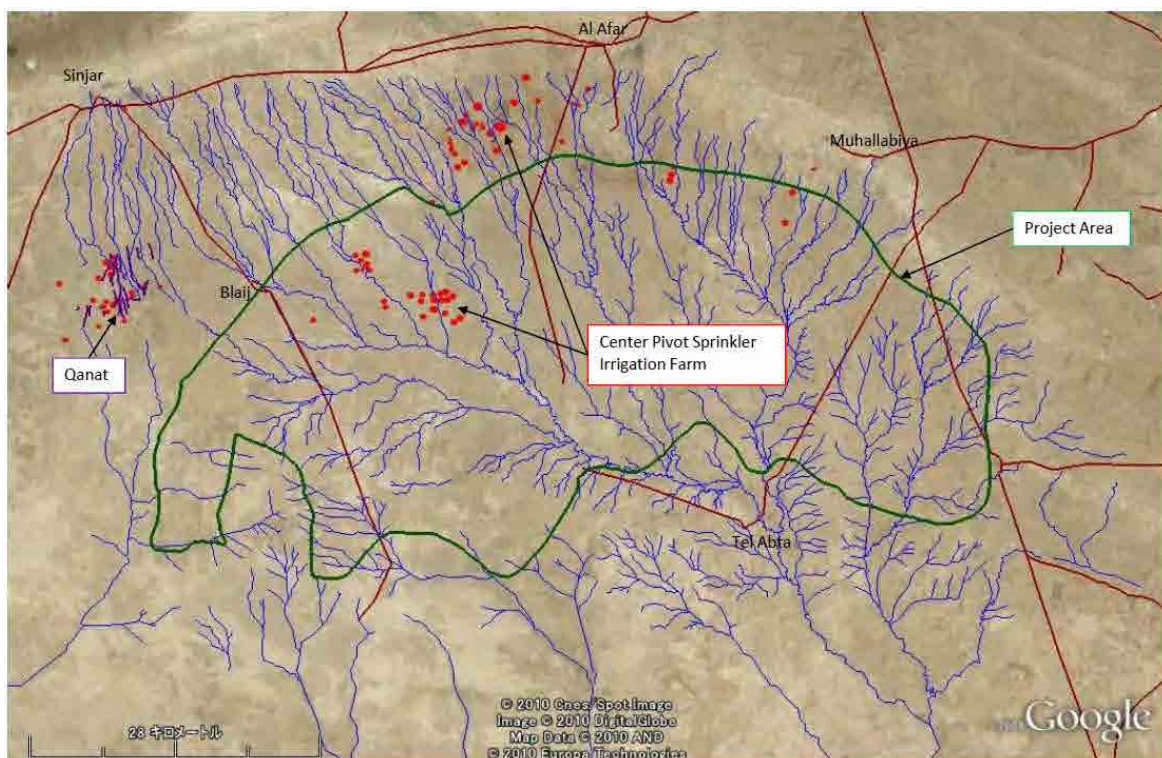 Al Afar
Sinjar
Muhallabiya
Project Area
Blaij
Center Pivot Sprinkler
Irrigation Farm
Qanat
Tel Abta
28 キロメートル
© 2010 Cnes/Spot Image
Image © 2010 DigitalGlobe
Map Data © 2010 AND
© 2010 Europa Technologies
Google